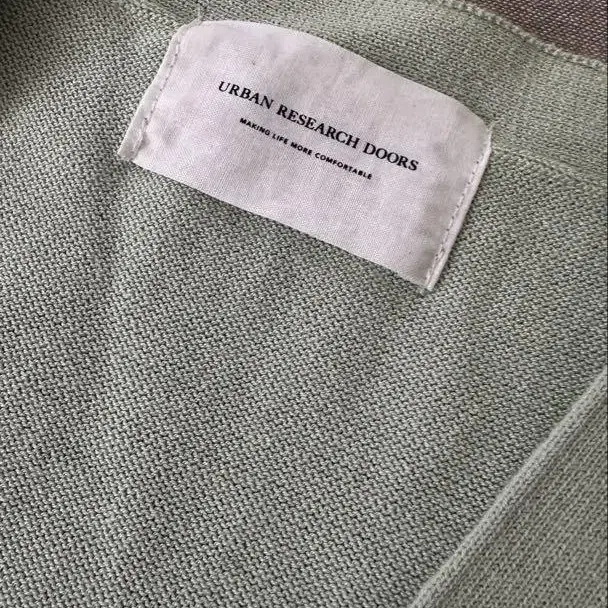 URBAN RESEARCH DOORS
MAKING LIFE MORE COMFORTABLE